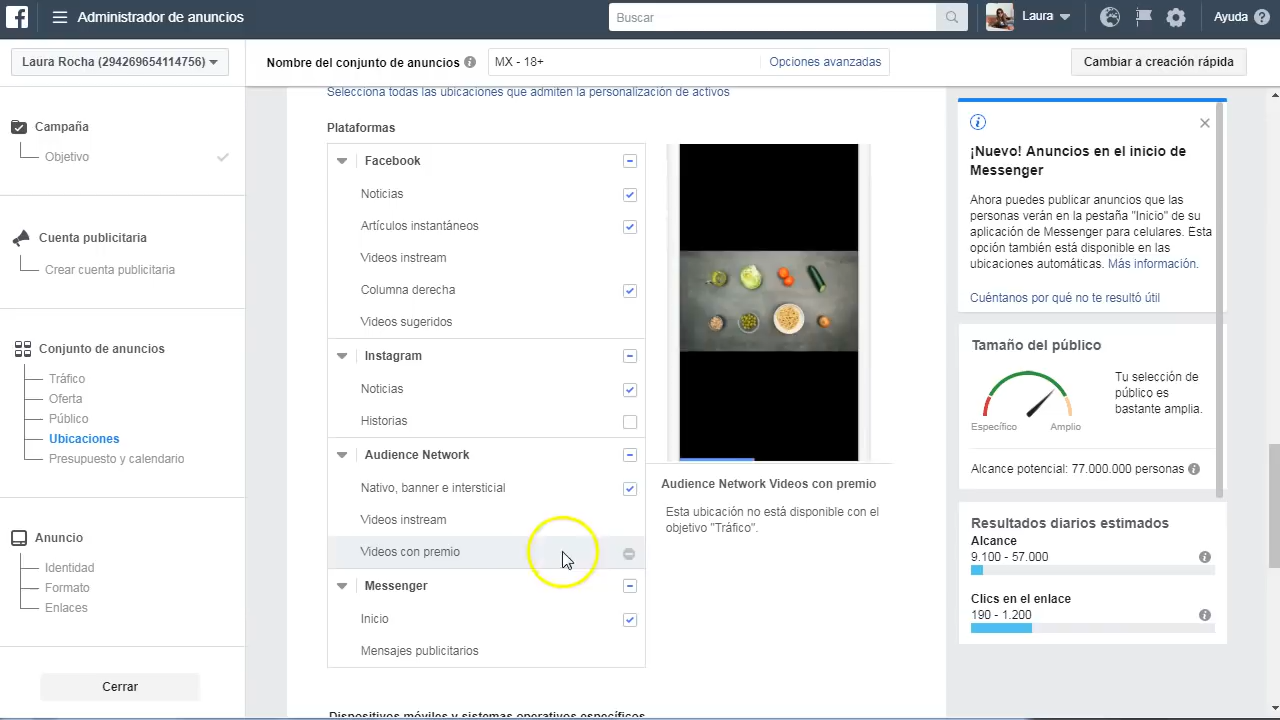 Administrador de anuncios
Buscar
Laura
Ayuda
Laura Rocha (294269654114756)
Nombre del conjunto de anuncios
MX - 18+
Opciones avanzadas
Cambiar a creación rápida
Campaña
Objetivo
Cuenta publicitaria
Crear cuenta publicitaria
Conjunto de anuncios
Tráfico
Oferta
Público
Ubicaciones
Presupuesto y calendario
Anuncio
Identidad
Formato
Enlaces
Cerrar
Selecciona todas las ubicaciones que admiten la personalización de activos
Plataformas
Facebook
Noticias
Artículos instantáneos
Videos instream
Columna derecha
Videos sugeridos
Instagram
Noticias
Historias
Audience Network
Nativo, banner e intersticial
Videos instream
Videos con premio
Messenger
Inicio
Mensajes publicitarios
Dispositivos móviles y sistemas operativos específicos
Audience Network Videos con premio
Esta ubicación no está disponible con el
objetivo "Tráfico".
¡Nuevo! Anuncios en el inicio de
Messenger
Ahora puedes publicar anuncios que las
personas verán en la pestaña "Inicio" de su
aplicación de Messenger para celulares. Esta
opción también está disponible en las
ubicaciones automáticas. Más información.
Cuéntanos por qué no te resultó útil
Tamaño del público
Tu selección de
público es
bastante amplia.
Específico
Amplio
Alcance potencial: 77.000.000 personas
Resultados diarios estimados
Alcance
9.100 - 57.000
Clics en el enlace
190 - 1.200